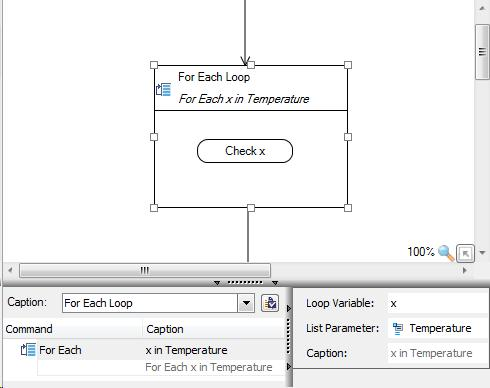 For Each Loop
For Each x in Temperature
Check x
100%
Caption: For Each Loop
Command Caption
For Each x in Temperature
For Each x in Temperature
Loop Variable: x
List Parameter: Temperature
Caption: x in Temperature